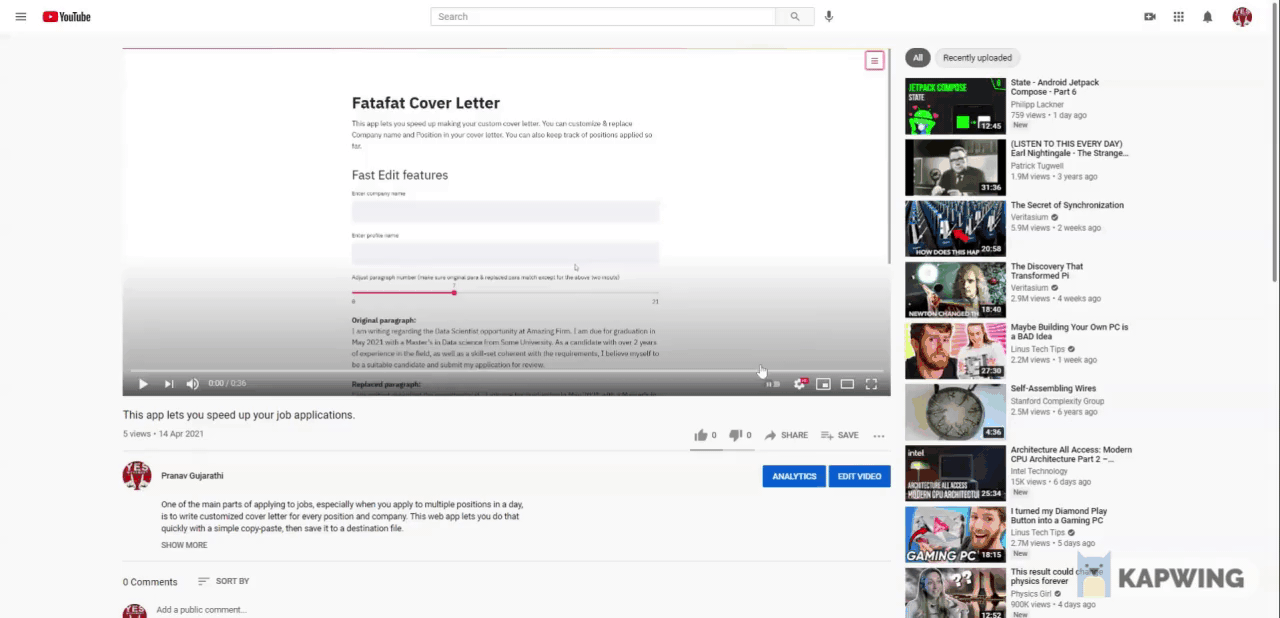 YouTube
Search
Fatafat Cover Letter
This app lets you speed up making your custom cover letter. You can customize & replace
Company name and Position in your cover letter. You can also keep track of positions applied so
far.
Fast Edit features
Enter company name
Enter profile name
Adjust paragraph number (make sure original para & replaced para match except for the above two inputs)
7
0
21
Original paragraph:
I am writing regarding the Data Scientist opportunity at Amazing Firm. I am due for graduation in
May 2021 with a Master's in Data science from Some University. As a candidate with over 2 years
of experience in the field, as well as a skill-set coherent with the requirements, I believe myself to
be a suitable candidate and submit my application for review.
Replaced paragraph:
0:00 / 0:36
This app lets you speed up your job applications.
5 views • 14 Apr 2021
0
0
SHARE
SAVE
YES
Pranav Gujarathi
ANALYTICS
EDIT VIDEO
One of the main parts of applying to jobs, especially when you apply to multiple positions in a day,
is to write customized cover letter for every position and company. This web app lets you do that
quickly with a simple copy-paste, then save it to a destination file.
SHOW MORE
0 Comments
SORT BY
YES
Add a public comment...
All
Recently uploaded
JETPACK COMPOSE
STATE
12:45
State - Android Jetpack
Compose - Part 6
Philipp Lackner
759 views • 1 day ago
New
31:36
(LISTEN TO THIS EVERY DAY)
Earl Nightingale - The Strange...
Patrick Tugwell
1.9M views • 3 years ago
HOW DOES THIS HAP
20:58
The Secret of Synchronization
Veritasium
5.9M views • 2 weeks ago
NEWTON CHANGED TH
18:40
The Discovery That
Transformed Pi
Veritasium
2.9M views • 4 weeks ago
27:30
Maybe Building Your Own PC is
a BAD Idea
Linus Tech Tips
2.2M views • 1 week ago
4:36
Self-Assembling Wires
Stanford Complexity Group
2.5M views • 6 years ago
intel
ARCHITECTURE ALL ACCESS:
MODERN CPU ARCHITECTU
25:34
Architecture All Access: Modern
CPU Architecture Part 2 –...
Intel Technology
15K views • 6 days ago
New
GAMING PC
18:15
I turned my Diamond Play
Button into a Gaming PC
Linus Tech Tips
2.7M views • 5 days ago
New
??
12:52
This result could change
physics forever
Physics Girl
900K views • 4 days ago
New
KAPWING